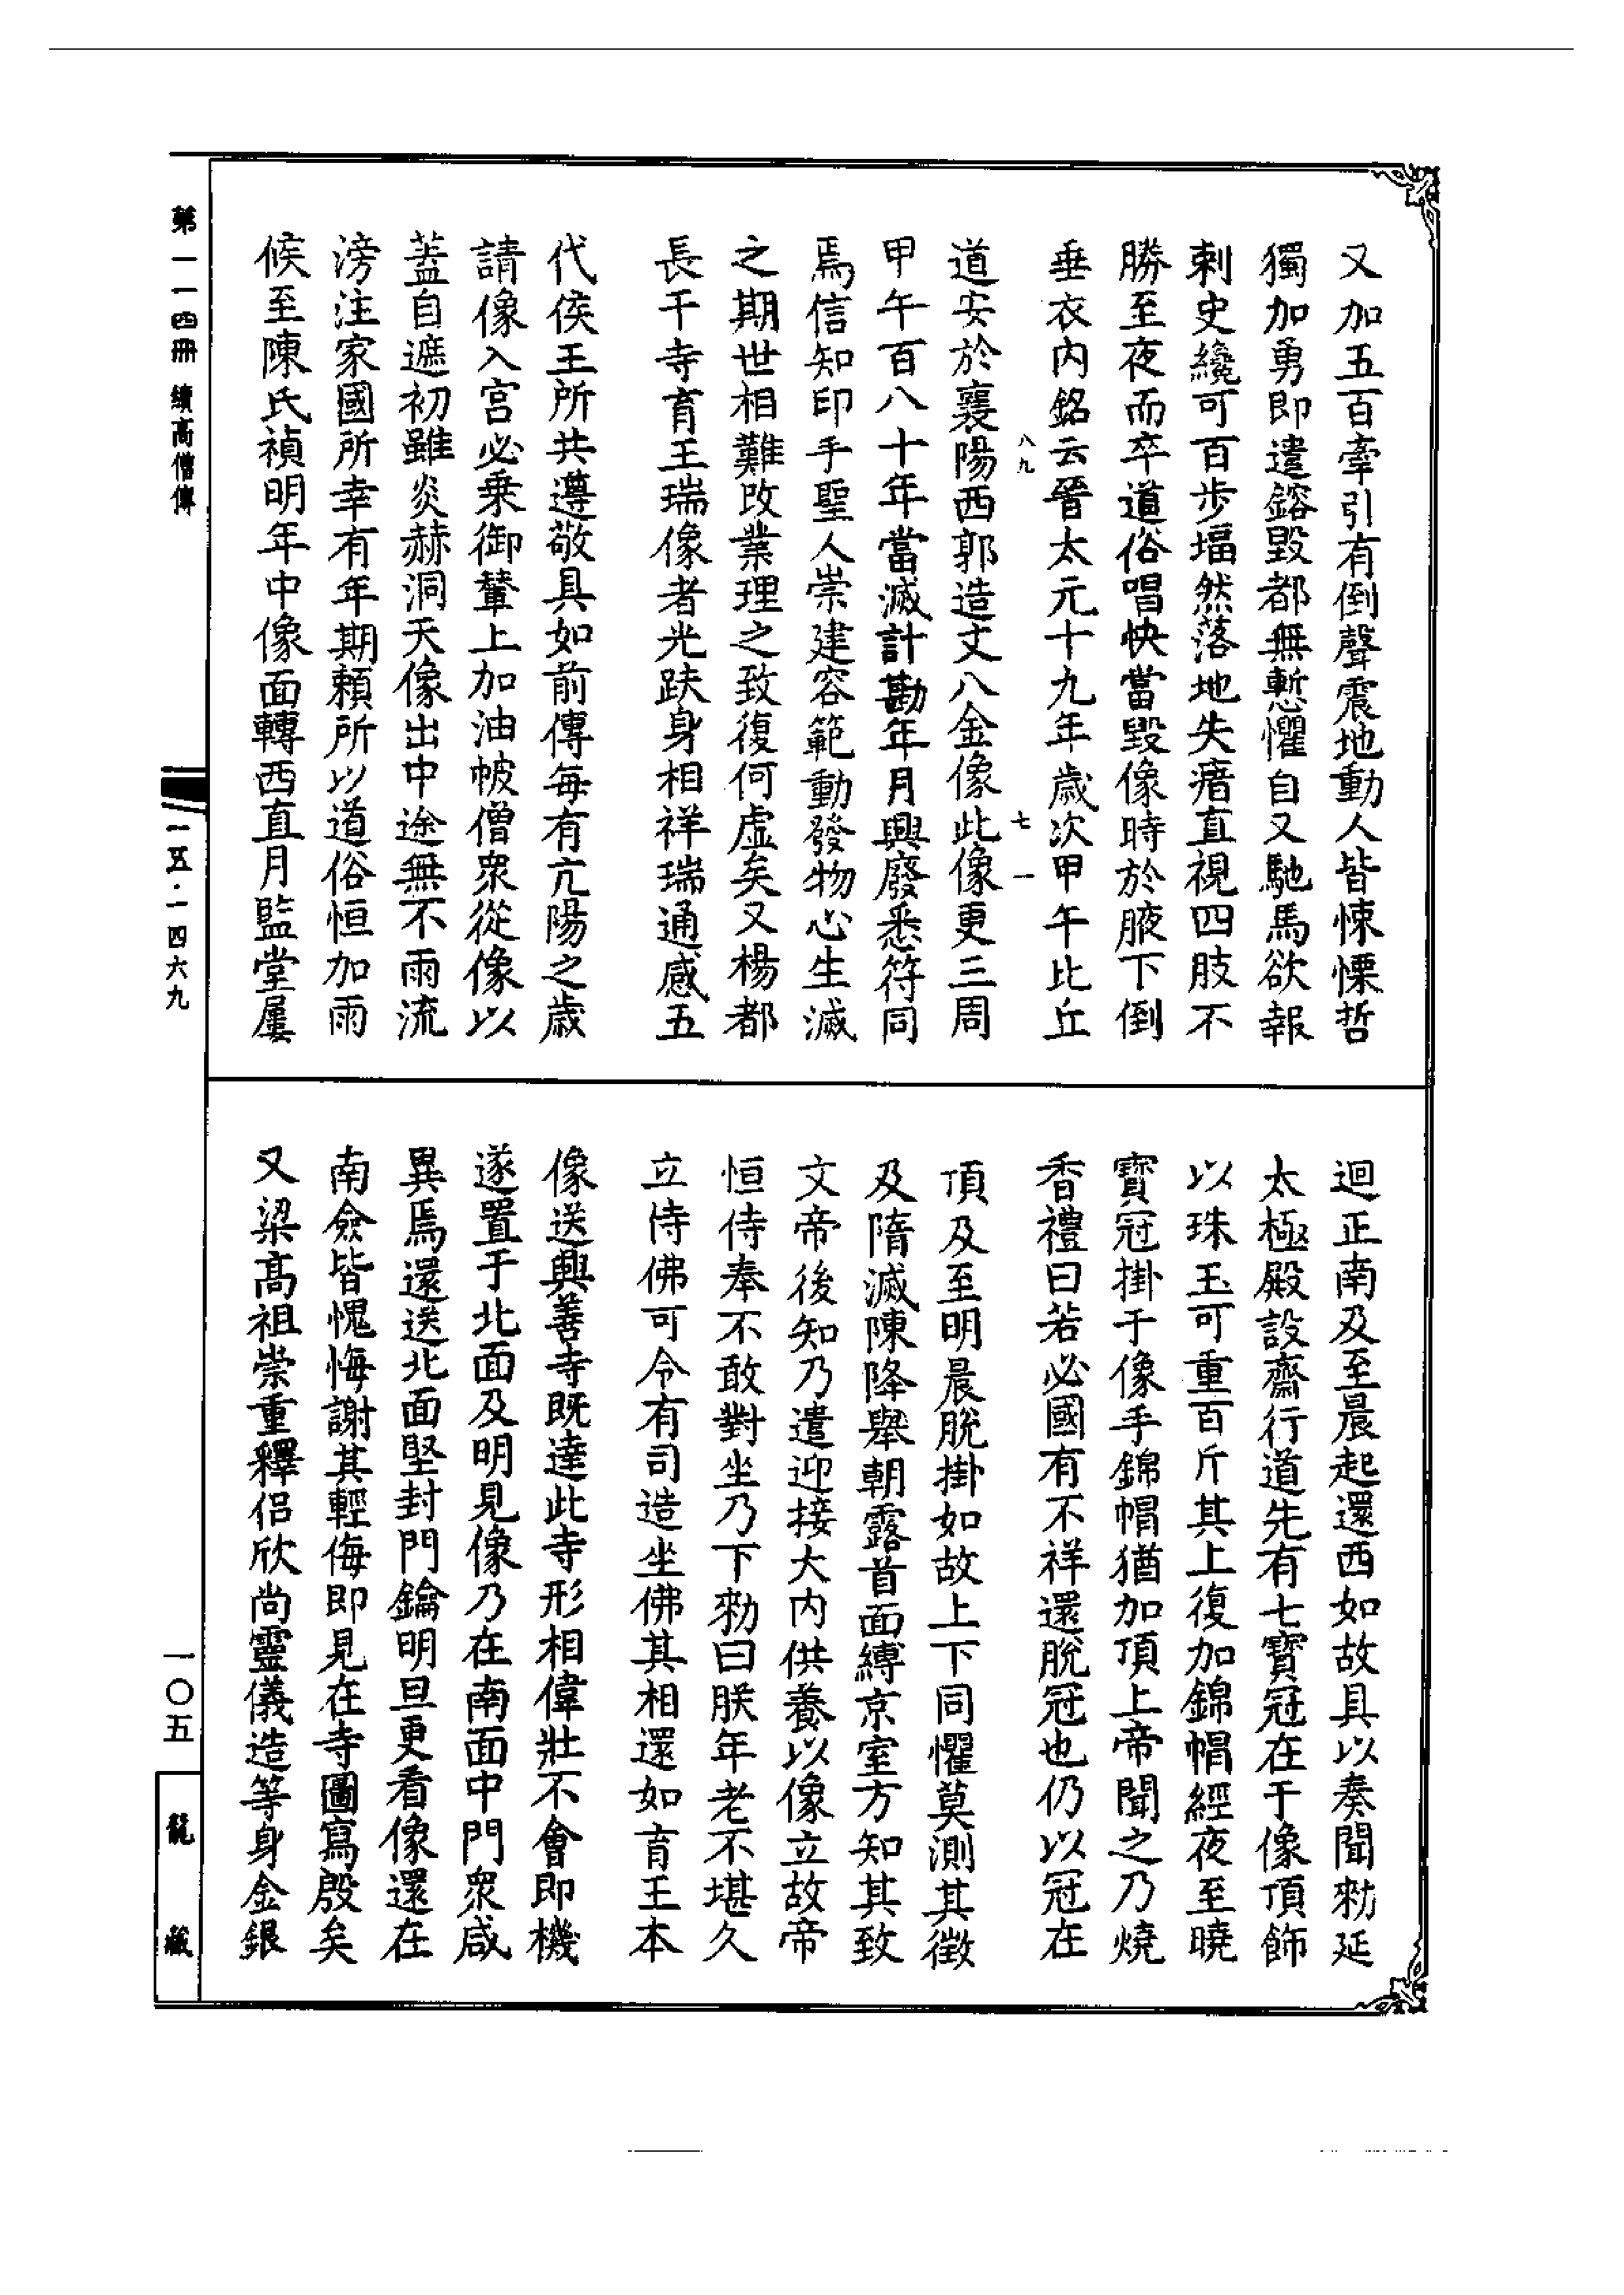 又加五百牽引有倒聲震地動人皆悚慄哲
獨加勇即遣鎔毀都無慙懼自又馳馬欲報
刺史纔可百步堛然落地失瘖直視四肢不
勝至夜而卒道俗唱快當毀像時於腋下倒
垂衣內銘云晉太元十九年歲次甲午比丘
八九
七一
道安於襄陽西郭造丈八金像此像更三周
甲午百八十年當滅計勘年月興廢悉符同
焉信知印手聖人崇建容範動發物心生滅
之期世相難改業理之致復何虛矣又楊都
長干寺育王瑞像者光趺身相祥瑞通感五
代侯王所共遵敬具如前傳每有亢陽之歲
請像入宮必乘御輦上加油帔僧眾從像以
蓋自遮初雖炎赫洞天像出中途無不雨流
滂注家國所幸有年期賴所以道俗恒加雨
候至陳氏禎明年中像面轉西直月監堂屢
迴正南及至晨起還西如故具以奏聞勑延
太極殿設齋行道先有七寶冠在于像頂飾
以珠玉可重百斤其上復加錦帽經夜至曉
寶冠掛于像手錦帽猶加頂上帝聞之乃燒
香禮曰若必國有不祥還脫冠也仍以冠在
頂及至明晨脫掛如故上下同懼莫測其徵
及隋滅陳降舉朝露首面縛京室方知其致
文帝後知乃遣迎接大內供養以像立故帝
恒侍奉不敢對坐乃下勑曰朕年老不堪久
立侍佛可令有司造坐佛其相還如育王本
像送興善寺既達此寺形相偉壯不會即機
遂置于北面及明見像乃在南面中門眾咸
異焉還送北面堅封門鑰明旦更看像還在
南僉皆愧悔謝其輕侮即見在寺圖寫殷矣
又梁高祖崇重釋侶欣尚靈儀造等身金銀
第一一四冊 續高僧傳
一一五·一四六九
一〇五
龍藏